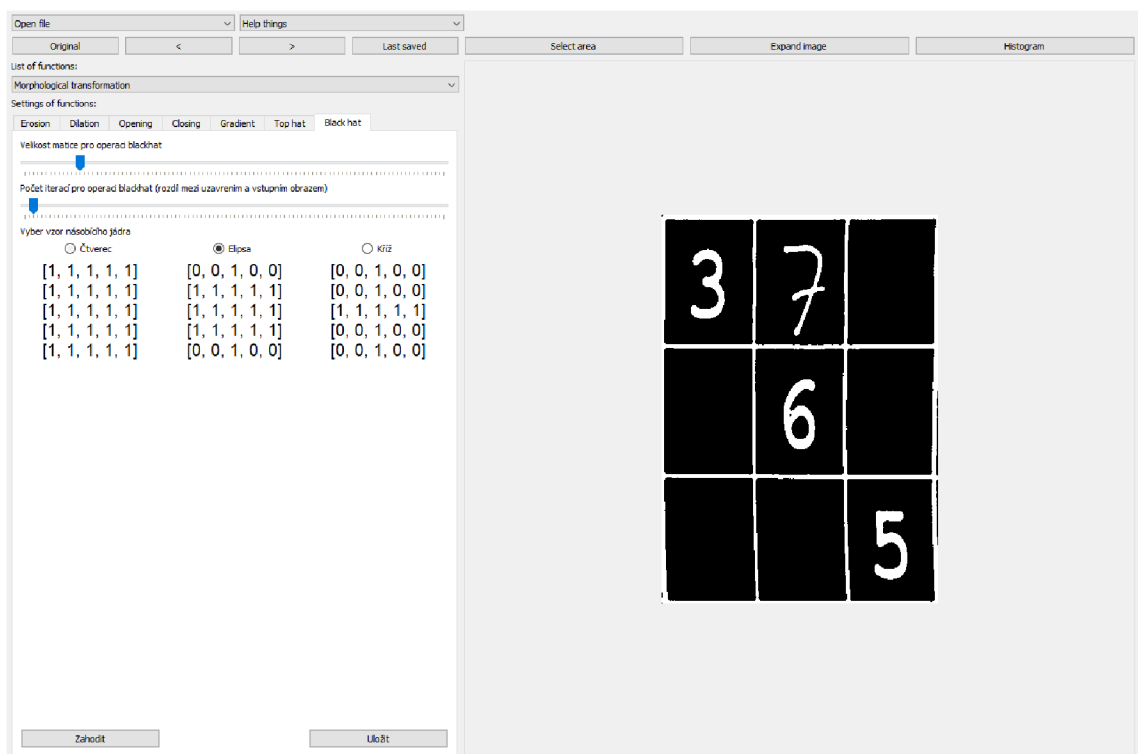 Open file Help things
Original < > Last saved Select area Expand image Histogram
List of functions:
Morphological transformation
Settings of functions:
Erosion Dilation Opening Closing Gradient Top hat Black hat
Velikost matice pro operaci blackhat
Počet iterací pro operaci blackhat (rozdíl mezi uzavrením a vstupním obrazem)
Vyber vzor násobícího jádra
Čtverec Elipsa Kříž
[1, 1, 1, 1, 1] [0, 0, 1, 0, 0] [0, 0, 1, 0, 0]
[1, 1, 1, 1, 1] [1, 1, 1, 1, 1] [0, 0, 1, 0, 0]
[1, 1, 1, 1, 1] [1, 1, 1, 1, 1] [1, 1, 1, 1, 1]
[1, 1, 1, 1, 1] [1, 1, 1, 1, 1] [0, 0, 1, 0, 0]
[1, 1, 1, 1, 1] [0, 0, 1, 0, 0] [0, 0, 1, 0, 0]
3 7
6
5
Zahodit Uložit